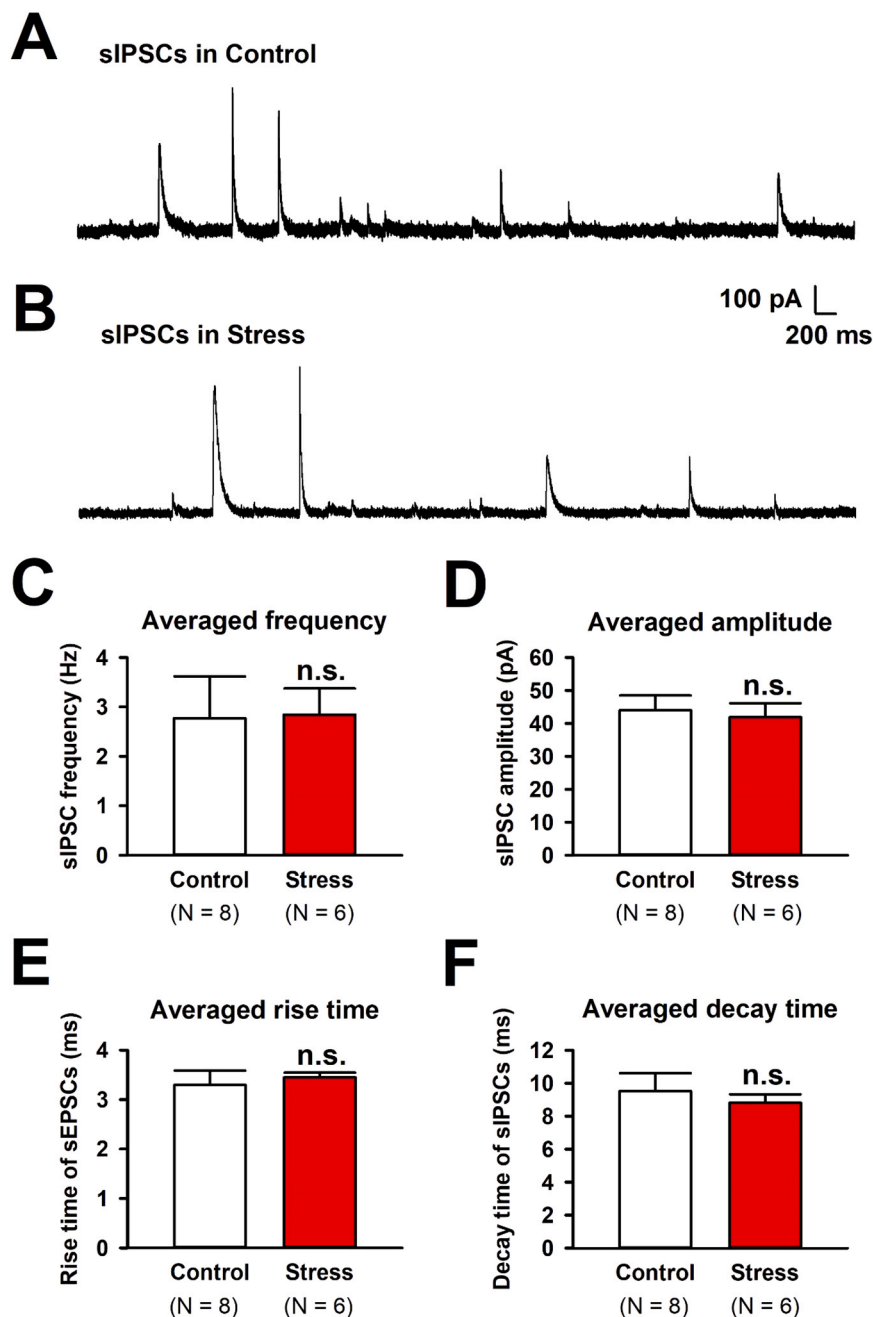 A
sIPSCs in Control
B
sIPSCs in Stress
100 pA
200 ms
C
Averaged frequency
sIPSC frequency (Hz)
4
3
2
1
0
n.s.
Control
Stress
(N = 8)
(N = 6)
D
Averaged amplitude
sIPSC amplitude (pA)
60
50
40
30
20
10
0
n.s.
Control
Stress
(N = 8)
(N = 6)
E
Averaged rise time
Rise time of sEPSCs (ms)
4
3
2
1
0
n.s.
Control
Stress
(N = 8)
(N = 6)
F
Averaged decay time
Decay time of sIPSCs (ms)
12
10
8
6
4
2
0
n.s.
Control
Stress
(N = 8)
(N = 6)